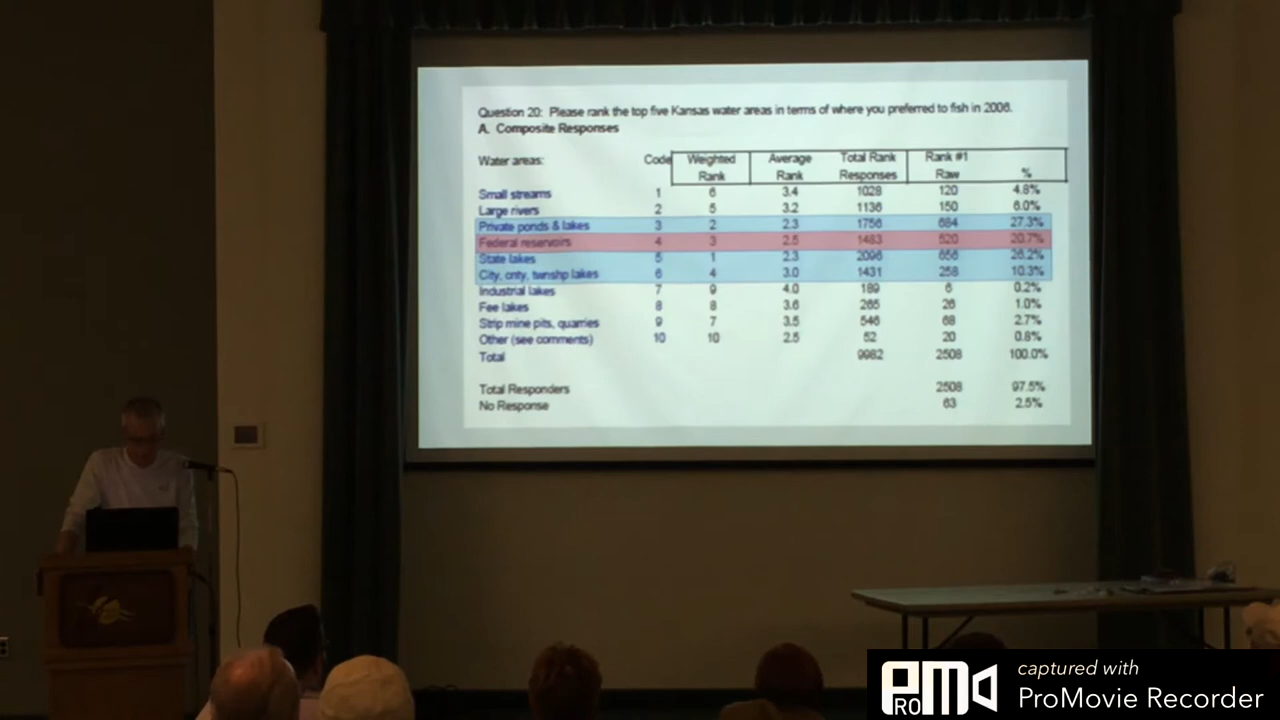 Question 20: Please rank the top five Kansas water areas in terms of where you preferred to fish in 2006.
A. Composite Responses
Water areas: Code Weighted Rank Average Rank Total Rank Responses Rank #1 Raw %
Small streams 1 6 3.4 1028 120 4.8%
Large rivers 2 5 3.2 1136 150 6.0%
Private ponds & lakes 3 2 2.3 1756 684 27.3%
Federal reservoirs 4 3 2.5 1483 520 20.7%
State lakes 5 1 2.3 2096 656 26.2%
City, cnty, twnshp lakes 6 4 3.0 1431 258 10.3%
Industrial lakes 7 9 4.0 189 6 0.2%
Fee lakes 8 8 3.6 265 26 1.0%
Strip mine pits, quarries 9 7 3.5 546 68 2.7%
Other (see comments) 10 10 2.5 52 20 0.8%
Total 9982 2508 100.0%
Total Responders 2508 97.5%
No Response 63 2.5%
PROM
captured with
ProMovie Recorder